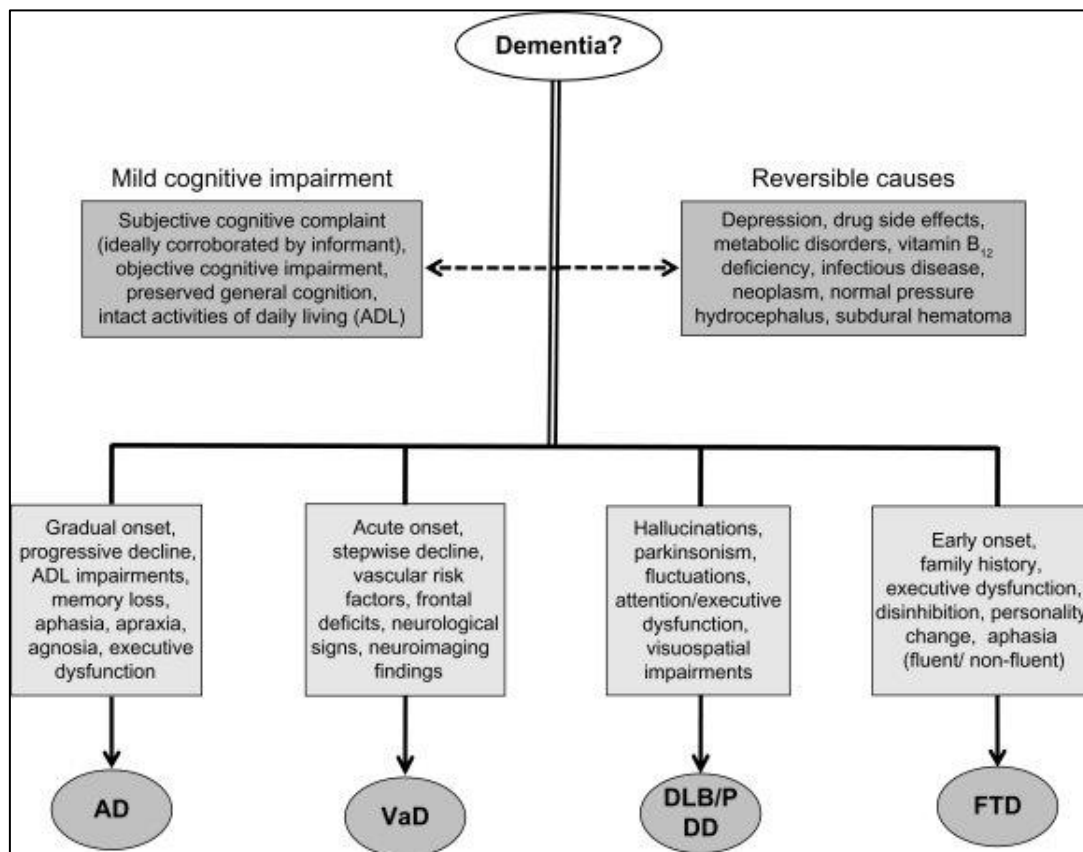 Dementia?
Mild cognitive impairment
Subjective cognitive complaint
(ideally corroborated by informant),
objective cognitive impairment,
preserved general cognition,
intact activities of daily living (ADL)
Reversible causes
Depression, drug side effects,
metabolic disorders, vitamin B12
deficiency, infectious disease,
neoplasm, normal pressure
hydrocephalus, subdural hematoma
Gradual onset,
progressive decline,
ADL impairments,
memory loss,
aphasia, apraxia,
agnosia, executive
dysfunction
Acute onset,
stepwise decline,
vascular risk
factors, frontal
deficits, neurological
signs, neuroimaging
findings
Hallucinations,
parkinsonism,
fluctuations,
attention/executive
dysfunction,
visuospatial
impairments
Early onset,
family history,
executive dysfunction,
disinhibition, personality
change, aphasia
(fluent/ non-fluent)
AD
VaD
DLB/P
DD
FTD